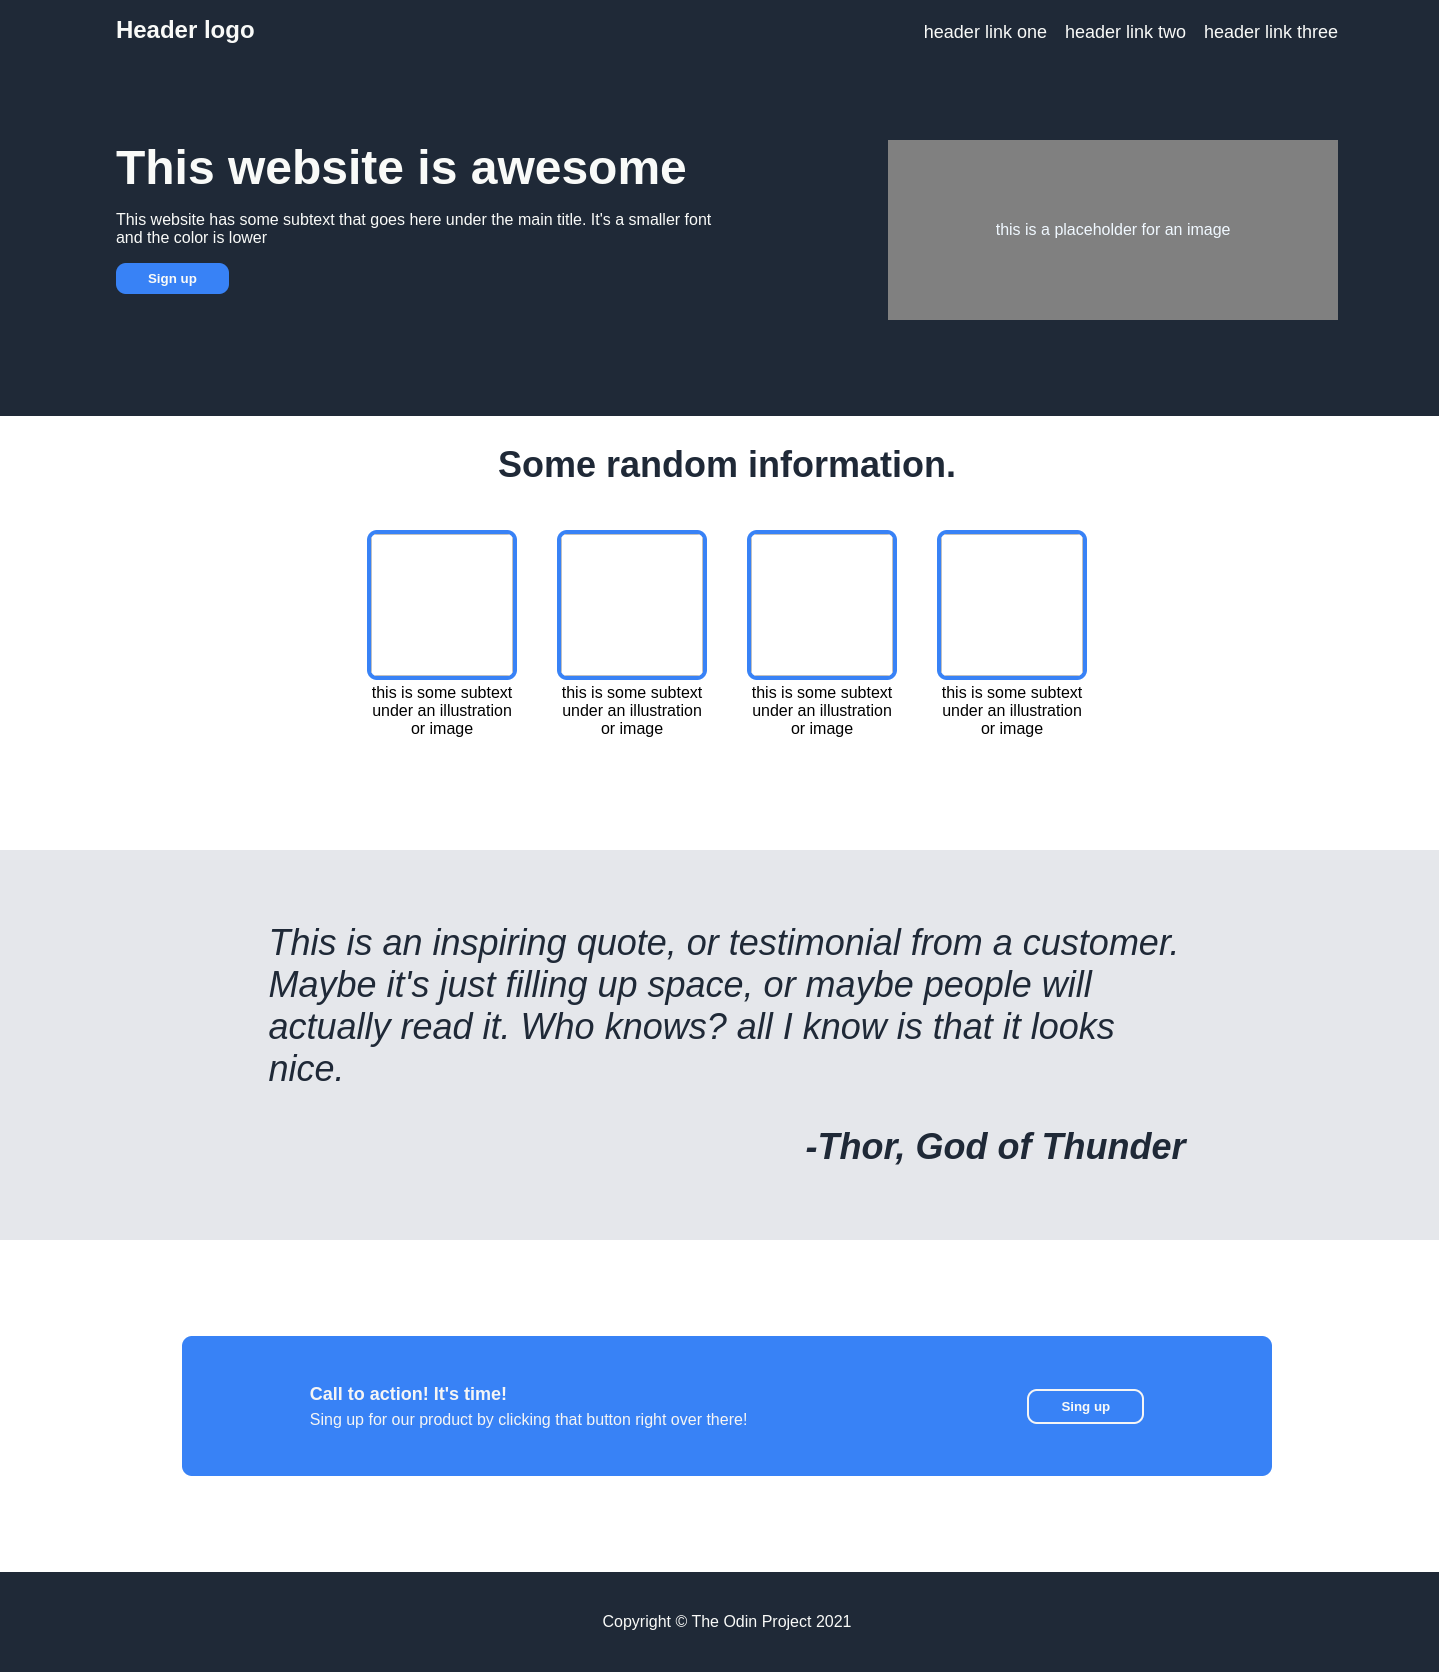 Header logo
header link one header link two header link three
This website is awesome
This website has some subtext that goes here under the main title. It's a smaller font
and the color is lower
Sign up
this is a placeholder for an image
Some random information.
this is some subtext
under an illustration
or image
this is some subtext
under an illustration
or image
this is some subtext
under an illustration
or image
this is some subtext
under an illustration
or image
This is an inspiring quote, or testimonial from a customer.
Maybe it's just filling up space, or maybe people will
actually read it. Who knows? all I know is that it looks
nice.
-Thor, God of Thunder
Call to action! It's time!
Sing up for our product by clicking that button right over there!
Sing up
Copyright © The Odin Project 2021